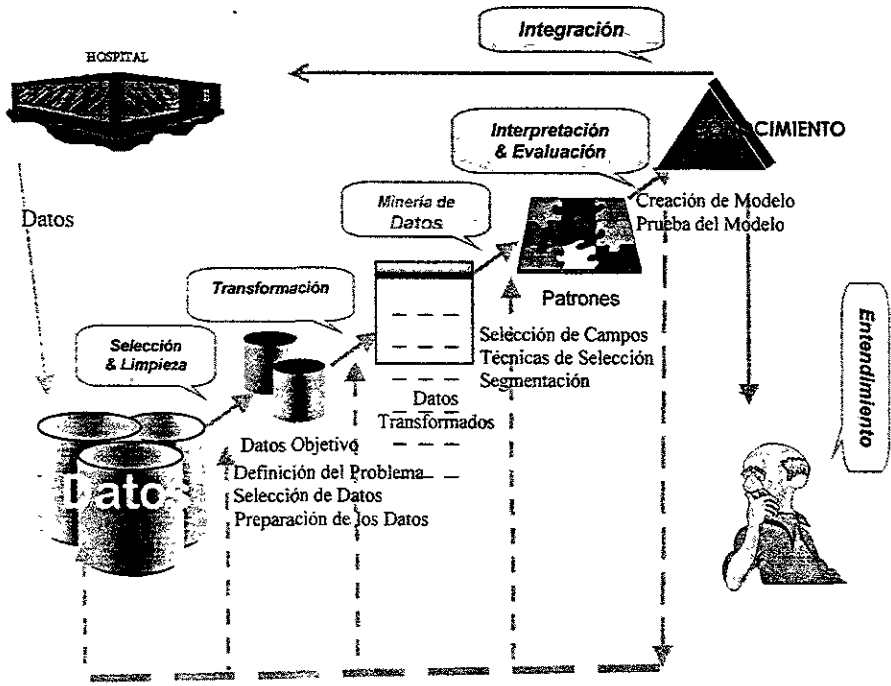 Integración
HOSPITAL
Interpretación
& Evaluación
CIMIENTO
Minería de
Datos
Creación de Modelo
Prueba del Modelo
Datos
Transformación
Patrones
Entendimiento
Selección
& Limpieza
Selección de Campos
Técnicas de Selección
Segmentación
Datos
Transformados
Datos Objetivo
Definición del Problema
Selección de Datos
Preparación de los Datos
Datos